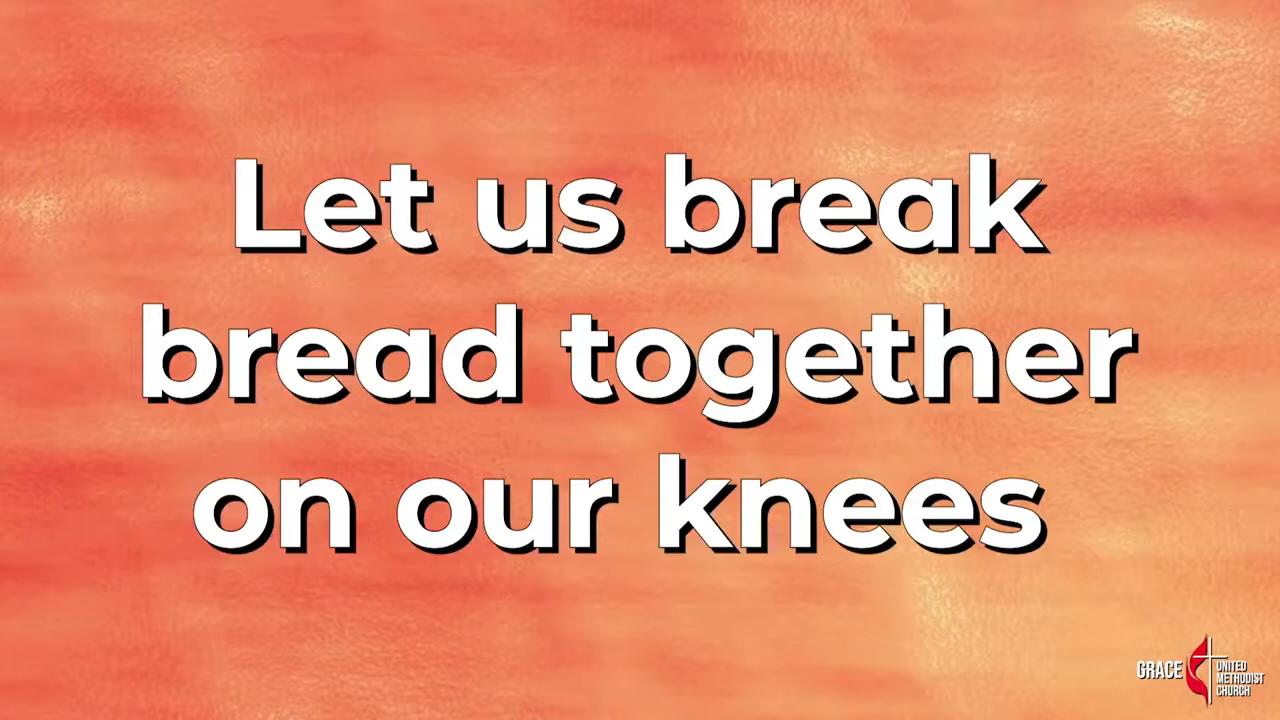 Let us break
bread together
on our knees
GRACE
UNITED
METHODIST
CHURCH